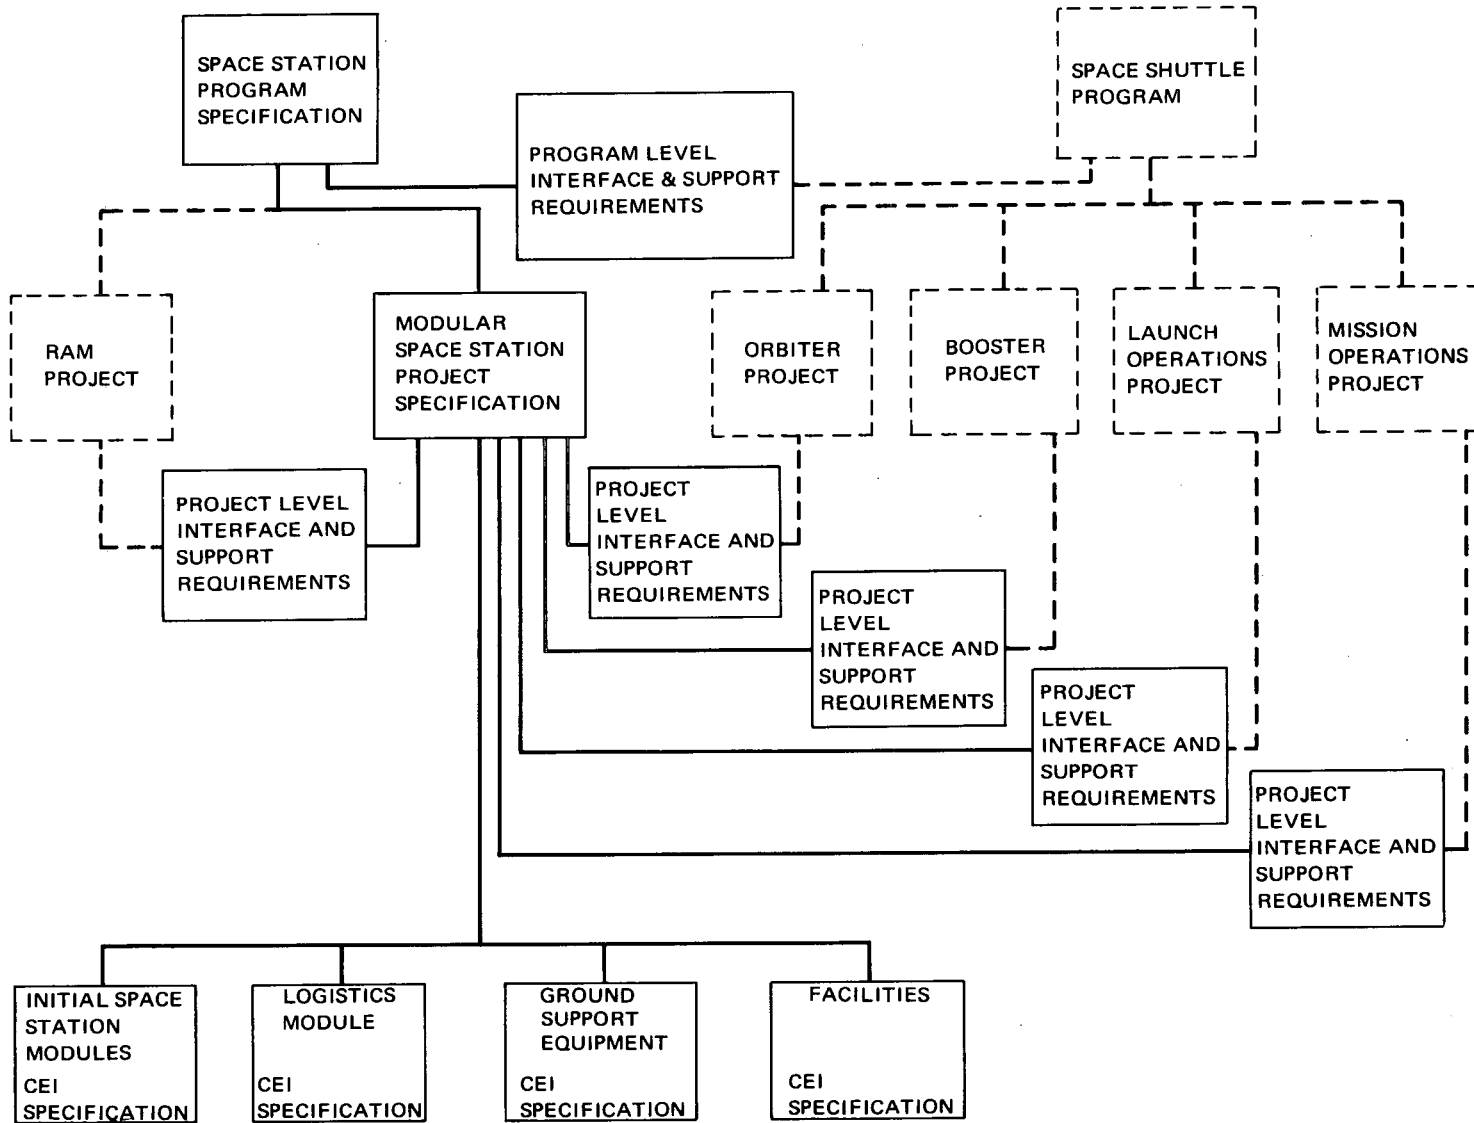 SPACE STATION
PROGRAM
SPECIFICATION
SPACE SHUTTLE
PROGRAM
PROGRAM LEVEL
INTERFACE & SUPPORT
REQUIREMENTS
RAM
PROJECT
MODULAR
SPACE STATION
PROJECT
SPECIFICATION
ORBITER
PROJECT
BOOSTER
PROJECT
LAUNCH
OPERATIONS
PROJECT
MISSION
OPERATIONS
PROJECT
PROJECT LEVEL
INTERFACE AND
SUPPORT
REQUIREMENTS
PROJECT
LEVEL
INTERFACE AND
SUPPORT
REQUIREMENTS
PROJECT
LEVEL
INTERFACE AND
SUPPORT
REQUIREMENTS
PROJECT
LEVEL
INTERFACE AND
SUPPORT
REQUIREMENTS
PROJECT
LEVEL
INTERFACE AND
SUPPORT
REQUIREMENTS
INITIAL SPACE
STATION
MODULES
CEI
SPECIFICATION
LOGISTICS
MODULE
CEI
SPECIFICATION
GROUND
SUPPORT
EQUIPMENT
CEI
SPECIFICATION
FACILITIES
CEI
SPECIFICATION